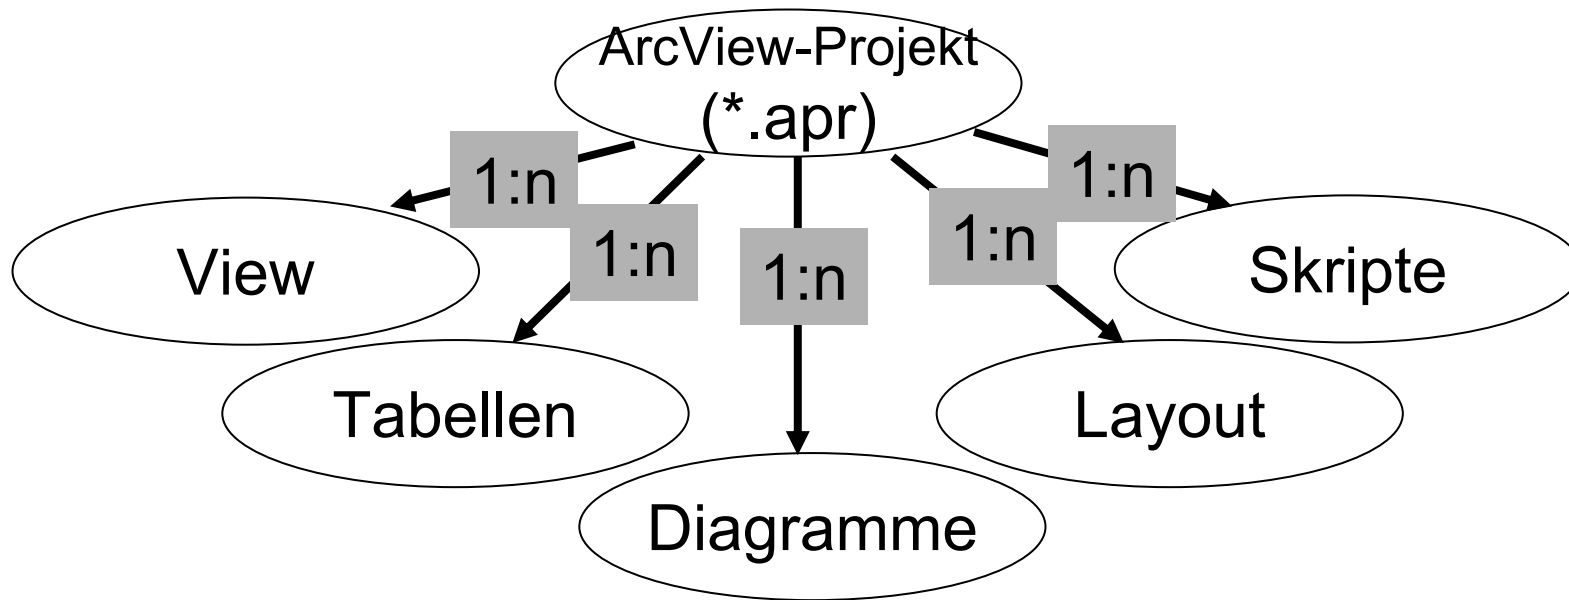 ArcView-Projekt
(*.apr)
1:n
1:n
1:n
1:n
1:n
View
Skripte
Tabellen
Layout
Diagramme